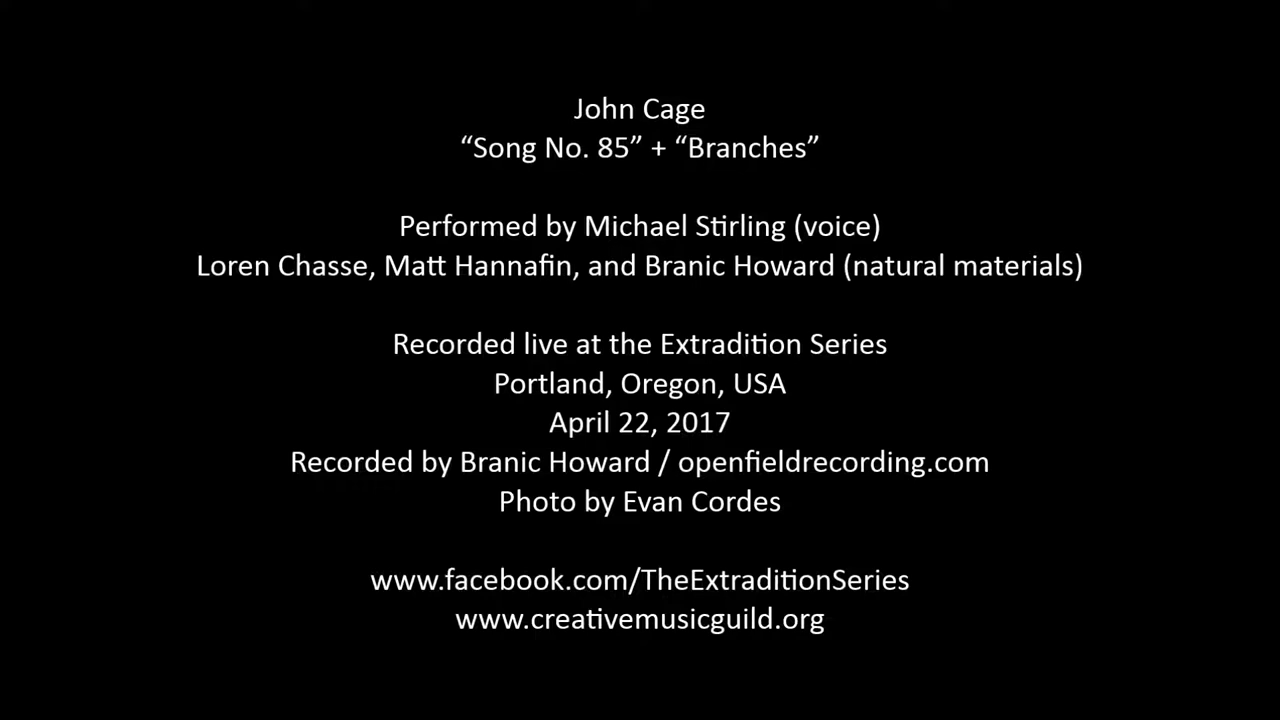 John Cage
“Song No. 85” + “Branches”
Performed by Michael Stirling (voice)
Loren Chasse, Matt Hannafin, and Branic Howard (natural materials)
Recorded live at the Extradition Series
Portland, Oregon, USA
April 22, 2017
Recorded by Branic Howard / openfieldrecording.com
Photo by Evan Cordes
www.facebook.com/TheExtraditionSeries
www.creativemusicguild.org